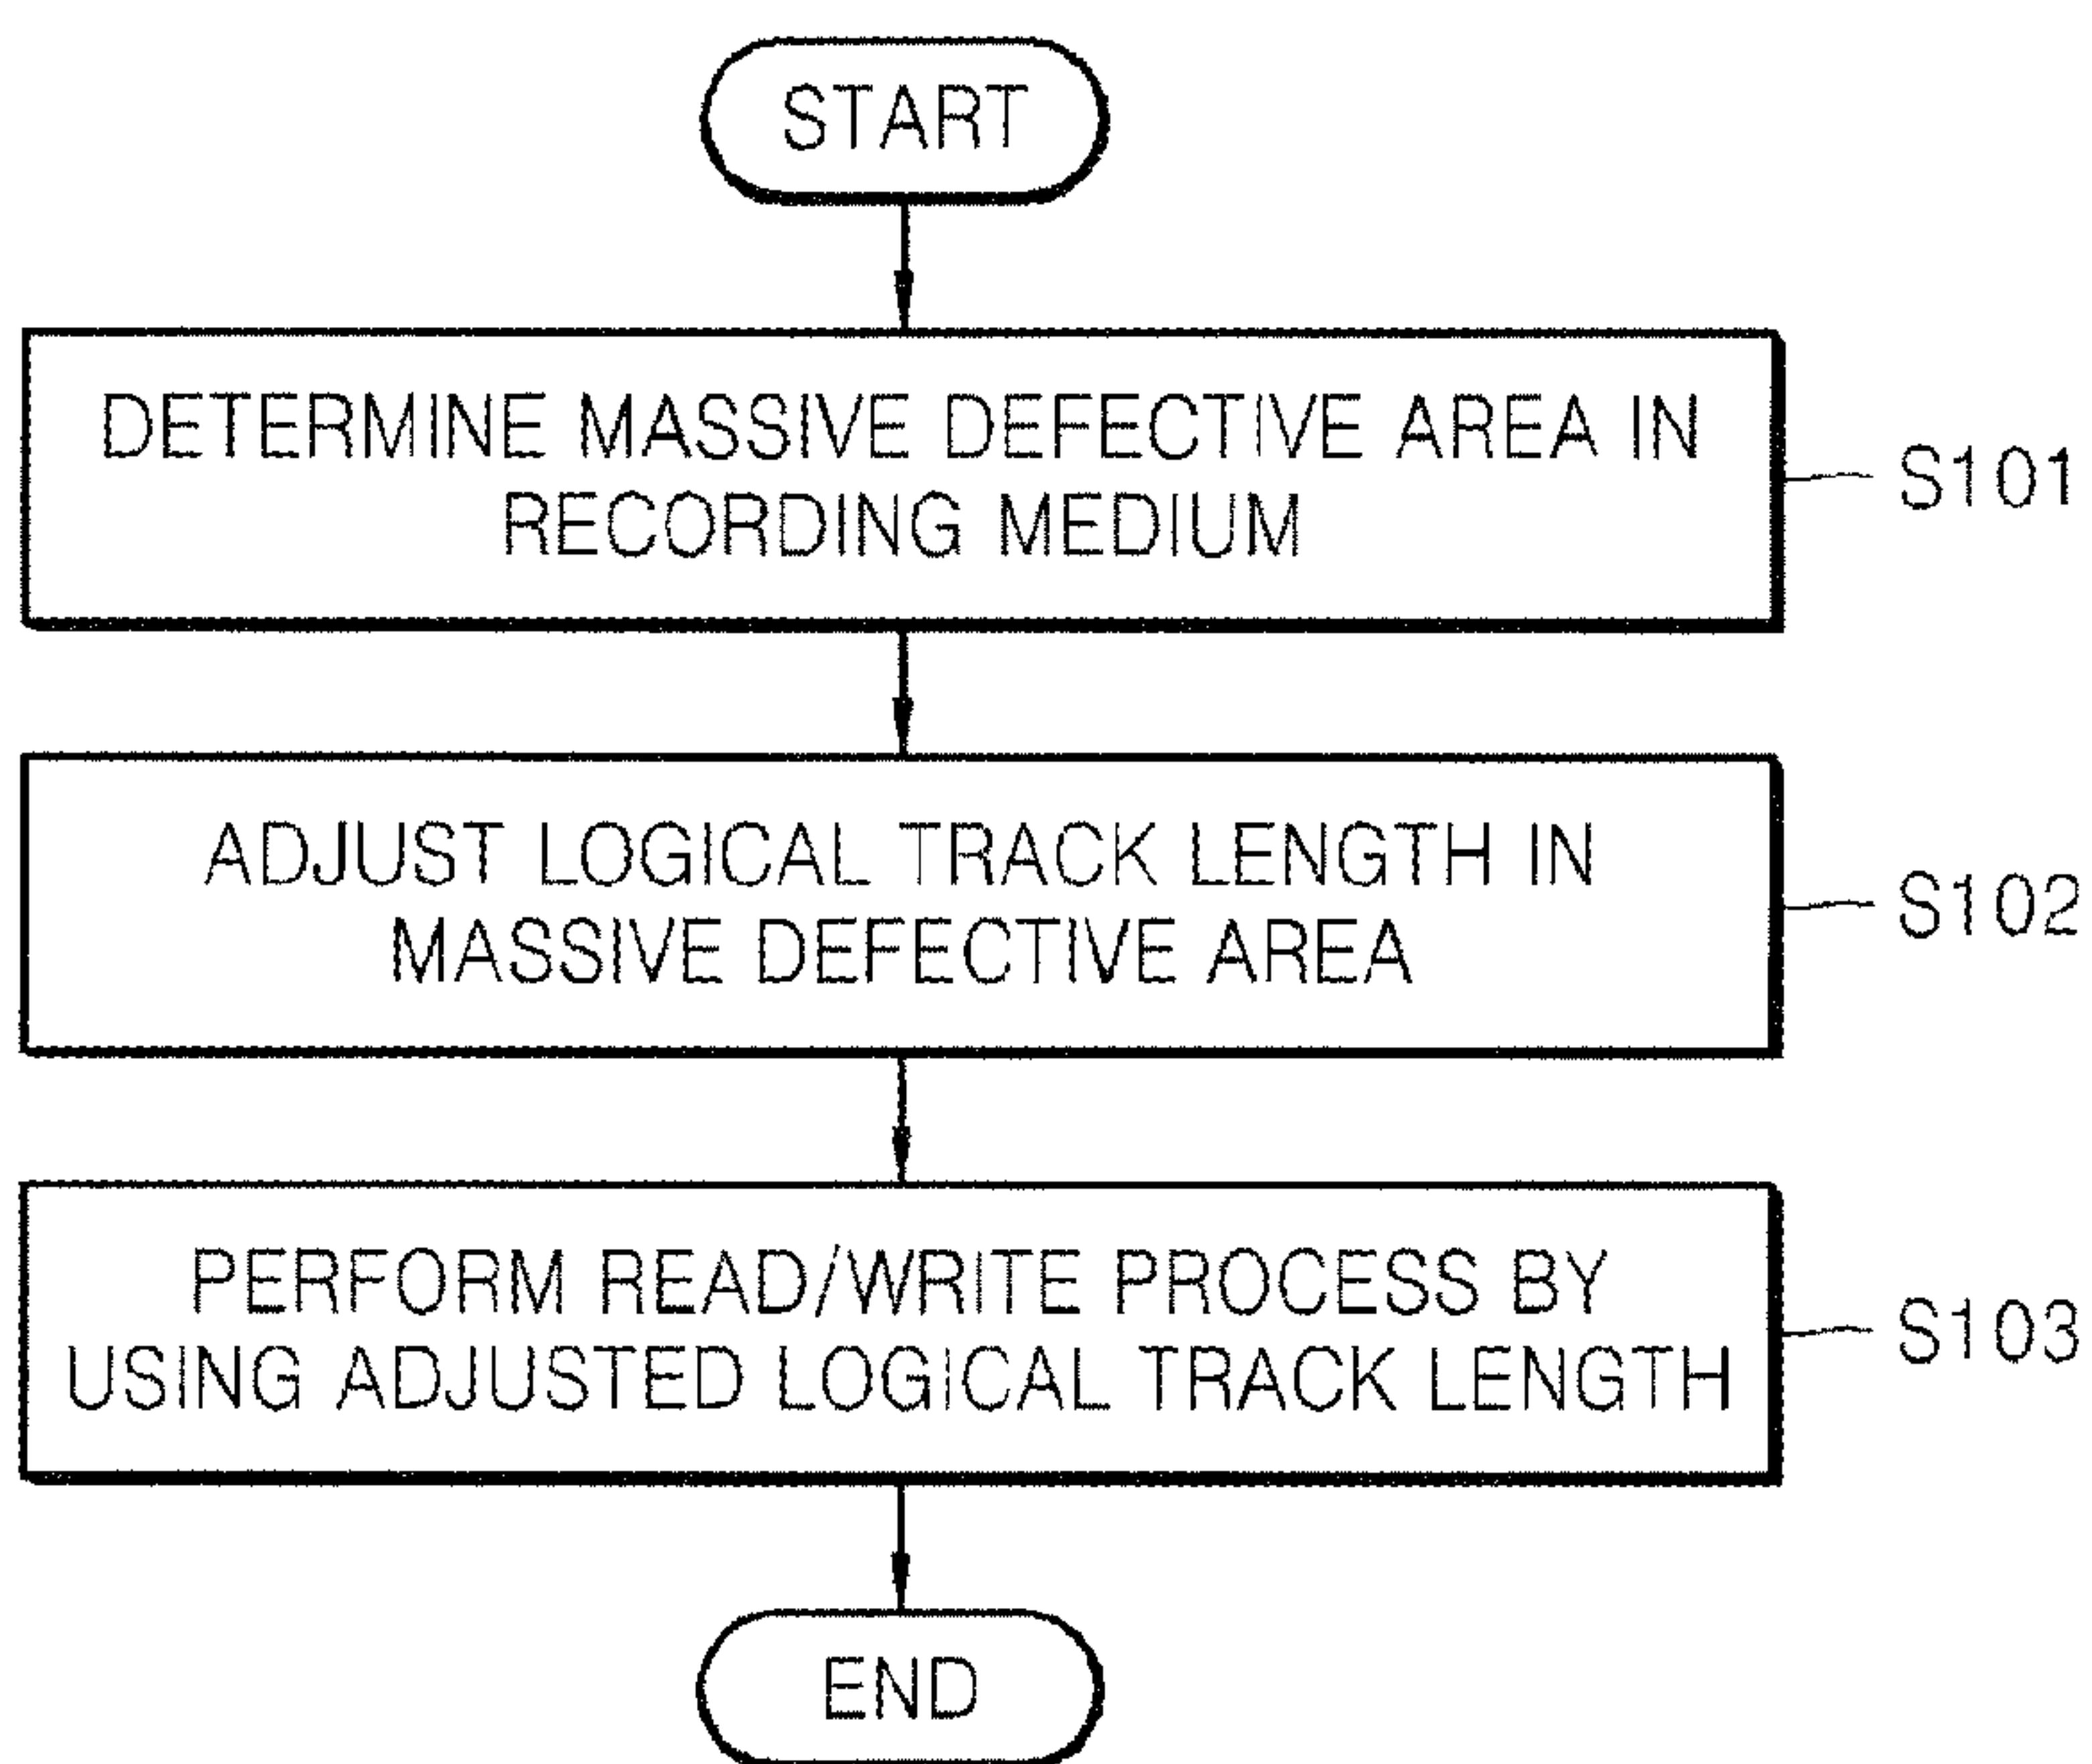 START
DETERMINE MASSIVE DEFECTIVE AREA IN
RECORDING MEDIUM
S101
ADJUST LOGICAL TRACK LENGTH IN
MASSIVE DEFECTIVE AREA
S102
PERFORM READ/WRITE PROCESS BY
USING ADJUSTED LOGICAL TRACK LENGTH
S103
END